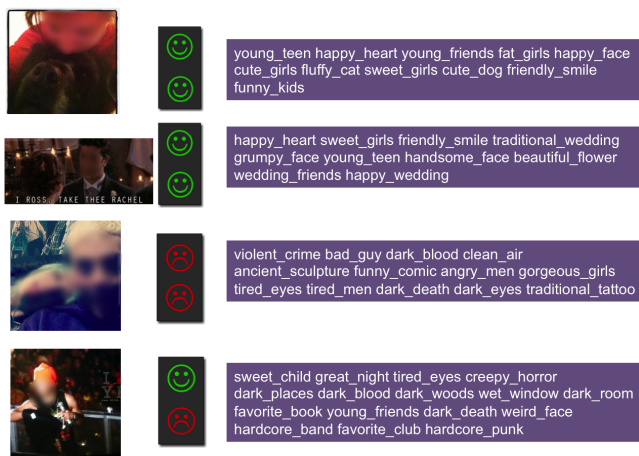 young_teen happy_heart young_friends fat_girls happy_face
cute_girls fluffy_cat sweet_girls cute_dog friendly_smile
funny_kids
happy_heart sweet_girls friendly_smile traditional_wedding
grumpy_face young_teen handsome_face beautiful_flower
wedding_friends happy_wedding
I ROSS, TAKE THEE RACHEL
violent_crime bad_guy dark_blood clean_air
ancient_sculpture funny_comic angry_men gorgeous_girls
tired_eyes tired_men dark_death dark_eyes traditional_tattoo
sweet_child great_night tired_eyes creepy_horror
dark_places dark_blood dark_woods wet_window dark_room
favorite_book young_friends dark_death weird_face
hardcore_band favorite_club hardcore_punk